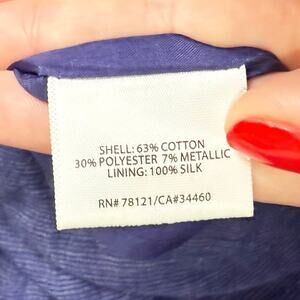 SHELL: 63% COTTON
30% POLYESTER 7% METALLIC
LINING: 100% SILK
RN# 78121/CA#34460